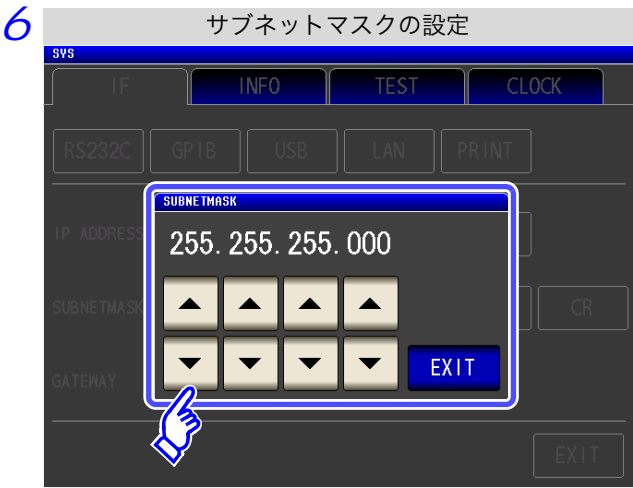 6 サブネットマスクの設定
SYS
IF INFO TEST CLOCK
RS232C GPIB USB LAN PRINT
SUBNETMASK
IP ADDRESS
255. 255. 255. 000
SUBNETMASK CR
GATEWAY EXIT
EXIT